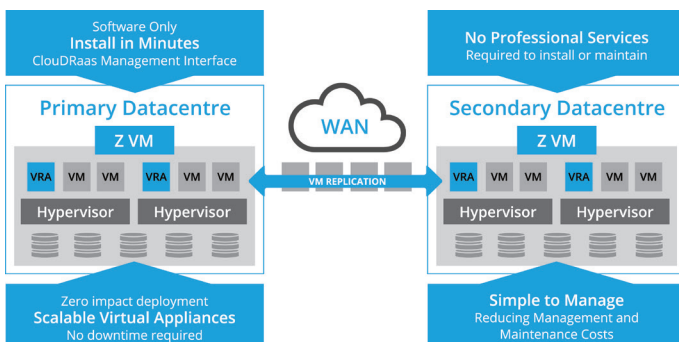 Software Only
Install in Minutes
ClouDRaas Management Interface
No Professional Services
Required to install or maintain
Primary Datacentre
Z VM
VRA VM VM VRA VM VM
Hypervisor Hypervisor
WAN
VM REPLICATION
Secondary Datacentre
Z VM
VRA VM VM VRA VM VM
Hypervisor Hypervisor
Zero impact deployment
Scalable Virtual Appliances
No downtime required
Simple to Manage
Reducing Management and
Maintenance Costs